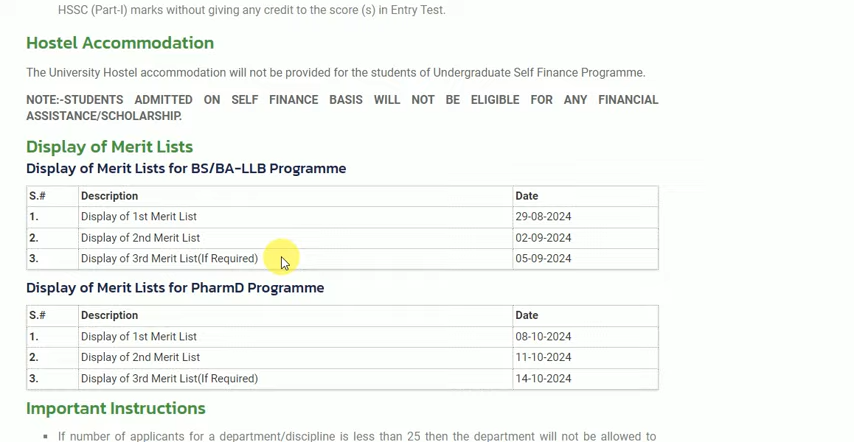 HSSC (Part-I) marks without giving any credit to the score (s) in Entry Test.
Hostel Accommodation
The University Hostel accommodation will not be provided for the students of Undergraduate Self Finance Programme.
NOTE:-STUDENTS ADMITTED ON SELF FINANCE BASIS WILL NOT BE ELIGIBLE FOR ANY FINANCIAL
ASSISTANCE/SCHOLARSHIP.
Display of Merit Lists
Display of Merit Lists for BS/BA-LLB Programme
S.# Description Date
1. Display of 1st Merit List 29-08-2024
2. Display of 2nd Merit List 02-09-2024
3. Display of 3rd Merit List(If Required) 05-09-2024
Display of Merit Lists for PharmD Programme
S.# Description Date
1. Display of 1st Merit List 08-10-2024
2. Display of 2nd Merit List 11-10-2024
3. Display of 3rd Merit List(If Required) 14-10-2024
Important Instructions
▪ If number of applicants for a department/discipline is less than 25 then the department will not be allowed to